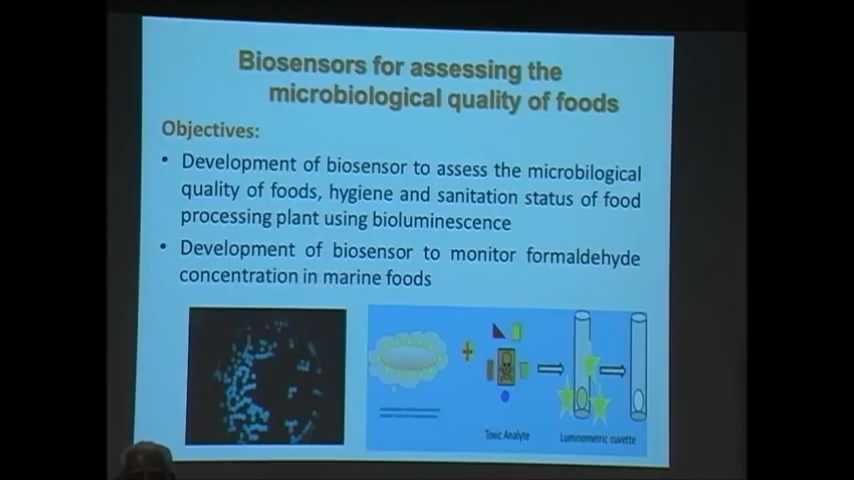 Biosensors for assessing the
microbiological quality of foods
Objectives:
• Development of biosensor to assess the microbilogical
quality of foods, hygiene and sanitation status of food
processing plant using bioluminescence
• Development of biosensor to monitor formaldehyde
concentration in marine foods
Toxic Analyte
Luminometric cuvette